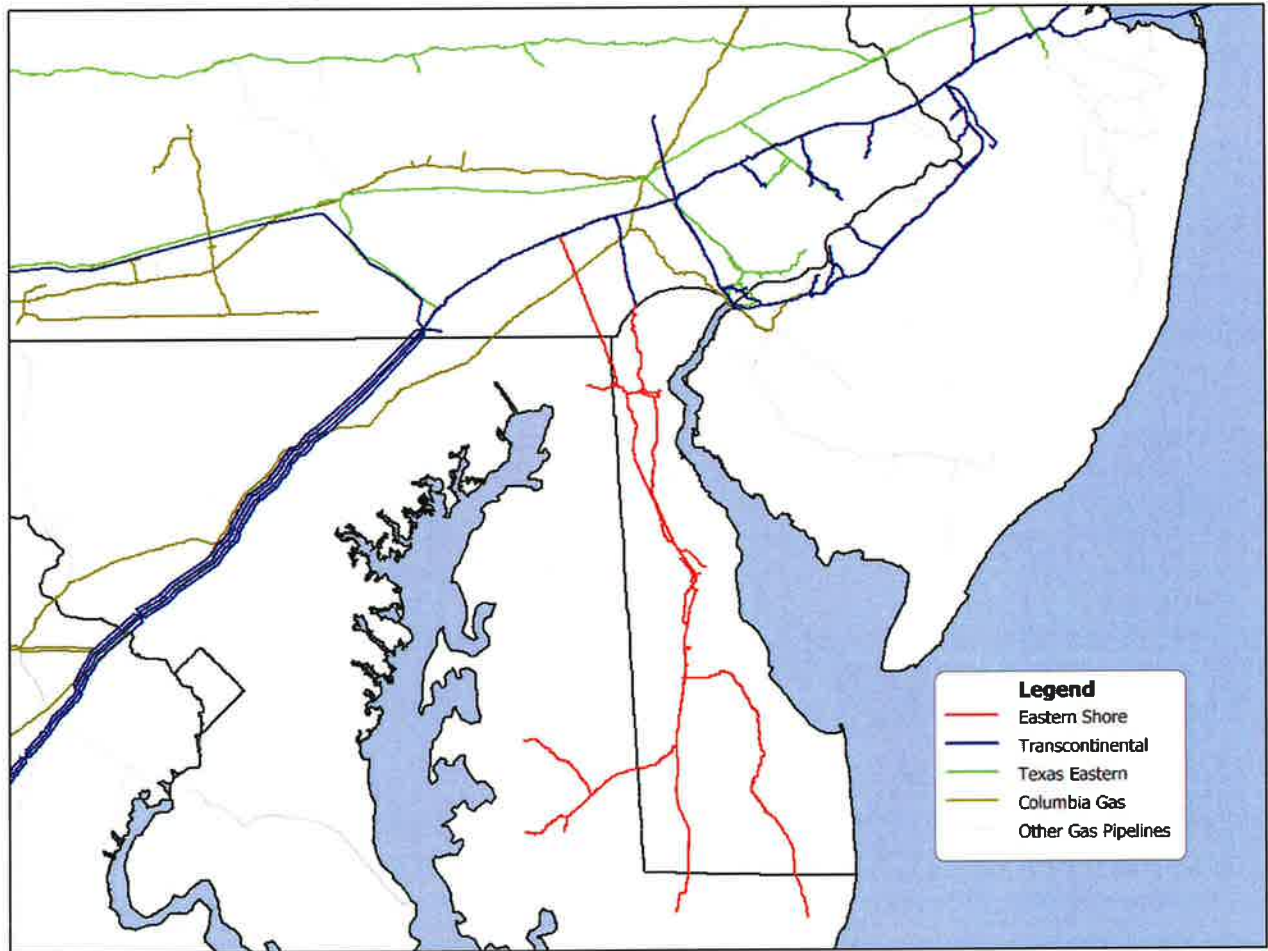 Legend
Eastern Shore
Transcontinental
Texas Eastern
Columbia Gas
Other Gas Pipelines